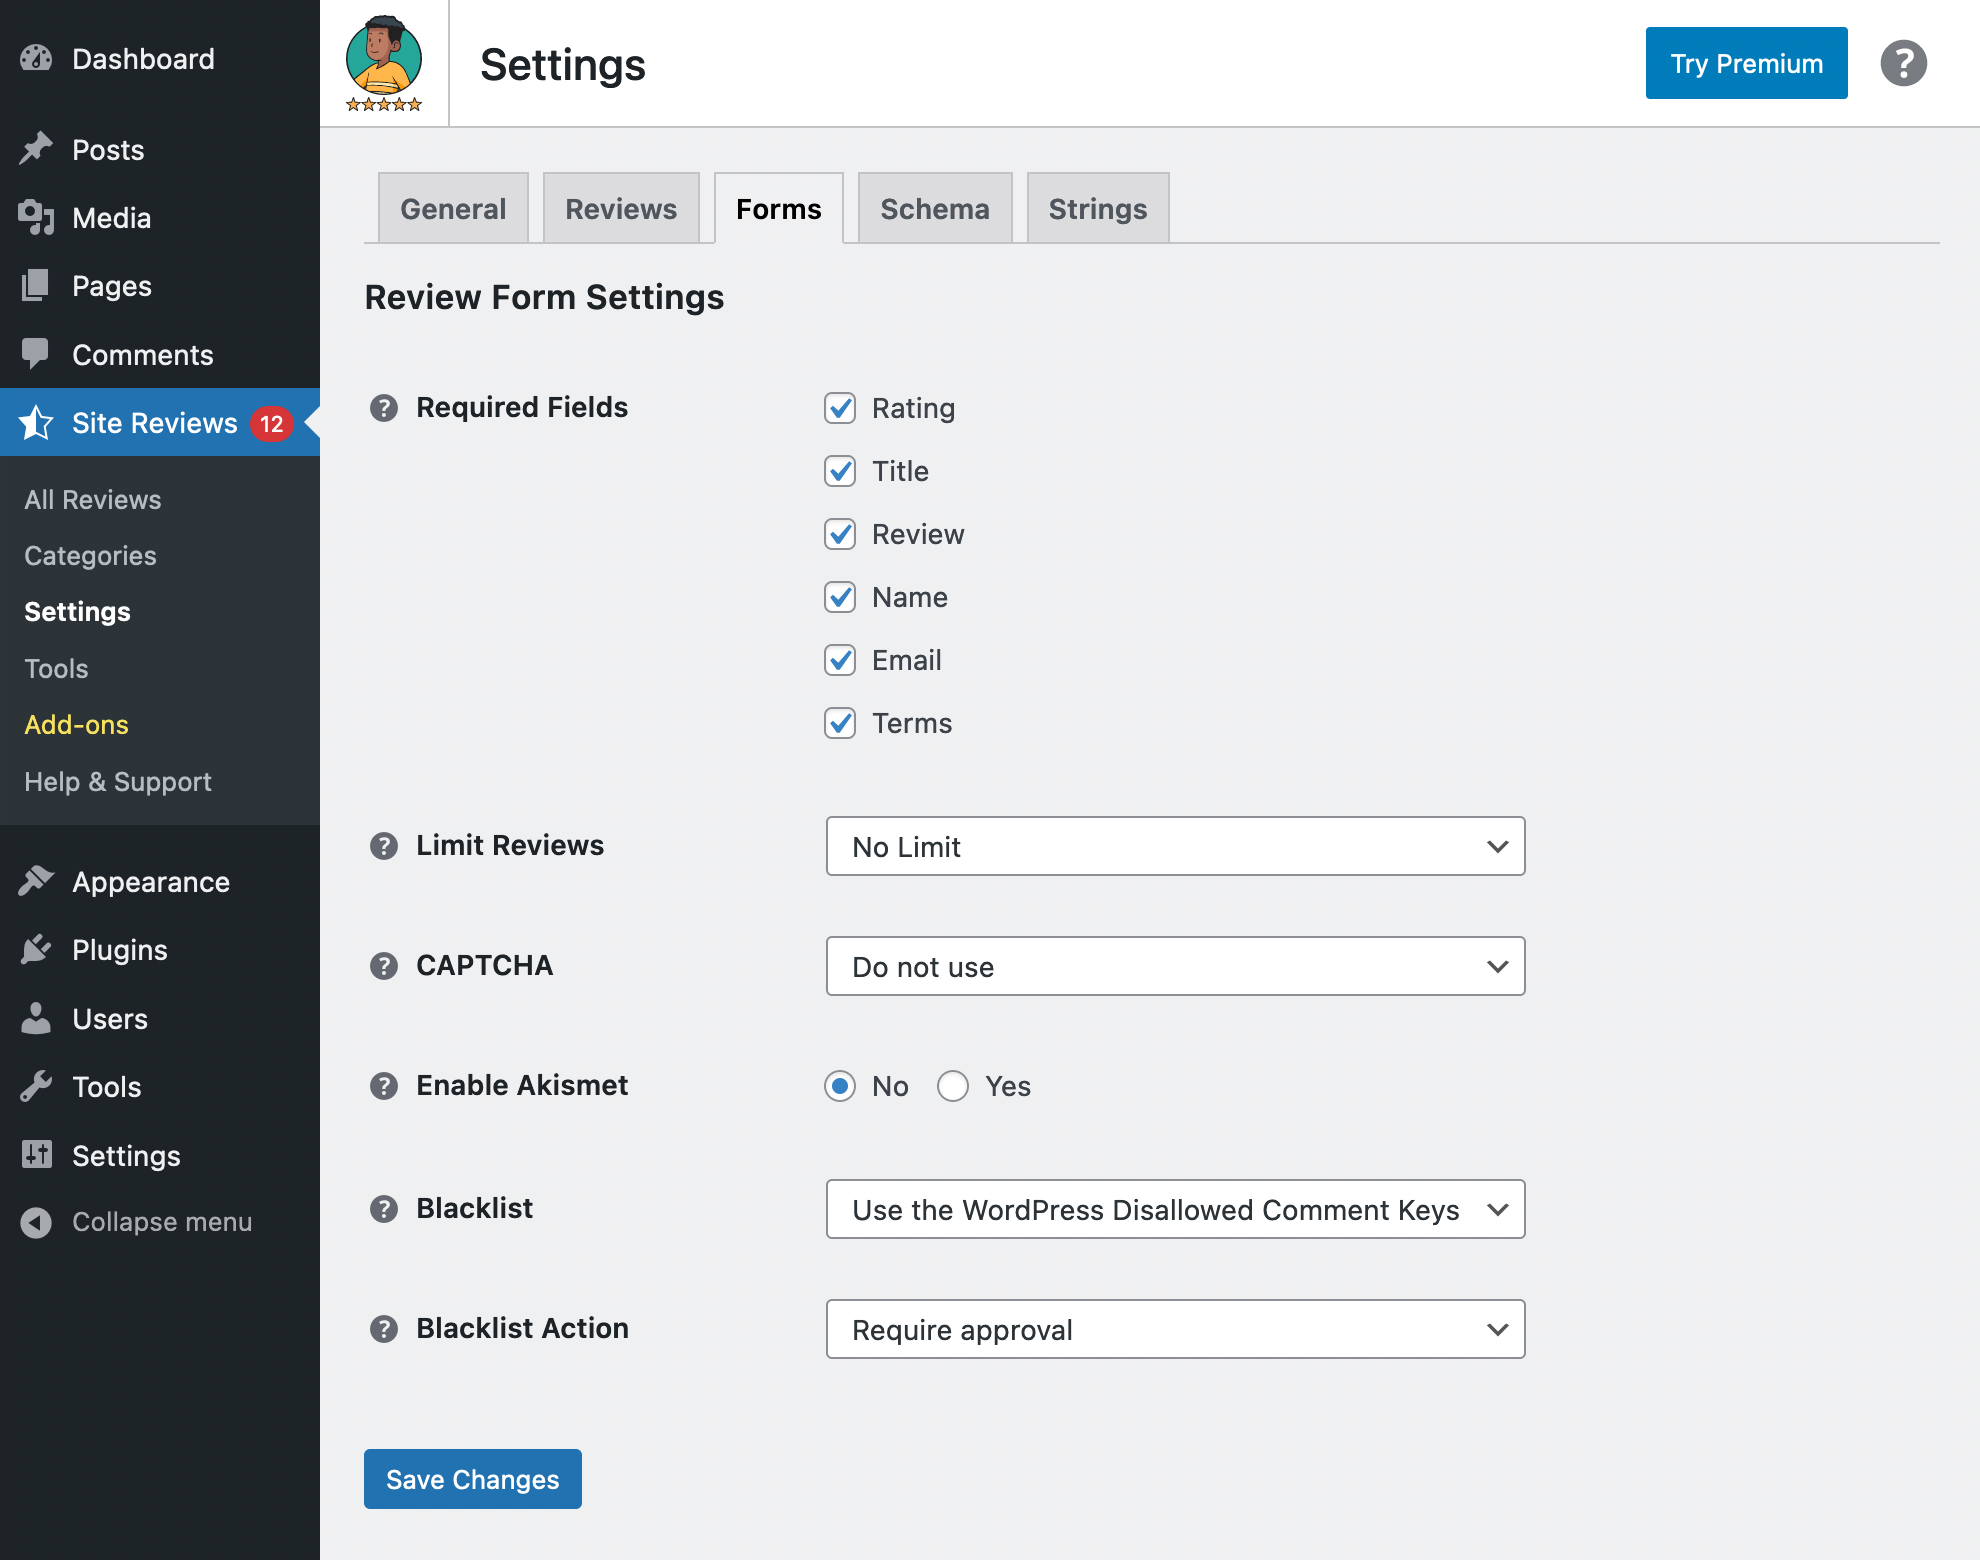 Dashboard
Posts
Media
Pages
Comments
Site Reviews 12
All Reviews
Categories
Settings
Tools
Add-ons
Help & Support
Appearance
Plugins
Users
Tools
Settings
Collapse menu
Settings
Try Premium
?
General
Reviews
Forms
Schema
Strings
Review Form Settings
? Required Fields
Rating
Title
Review
Name
Email
Terms
? Limit Reviews
No Limit
? CAPTCHA
Do not use
? Enable Akismet
No Yes
? Blacklist
Use the WordPress Disallowed Comment Keys
? Blacklist Action
Require approval
Save Changes